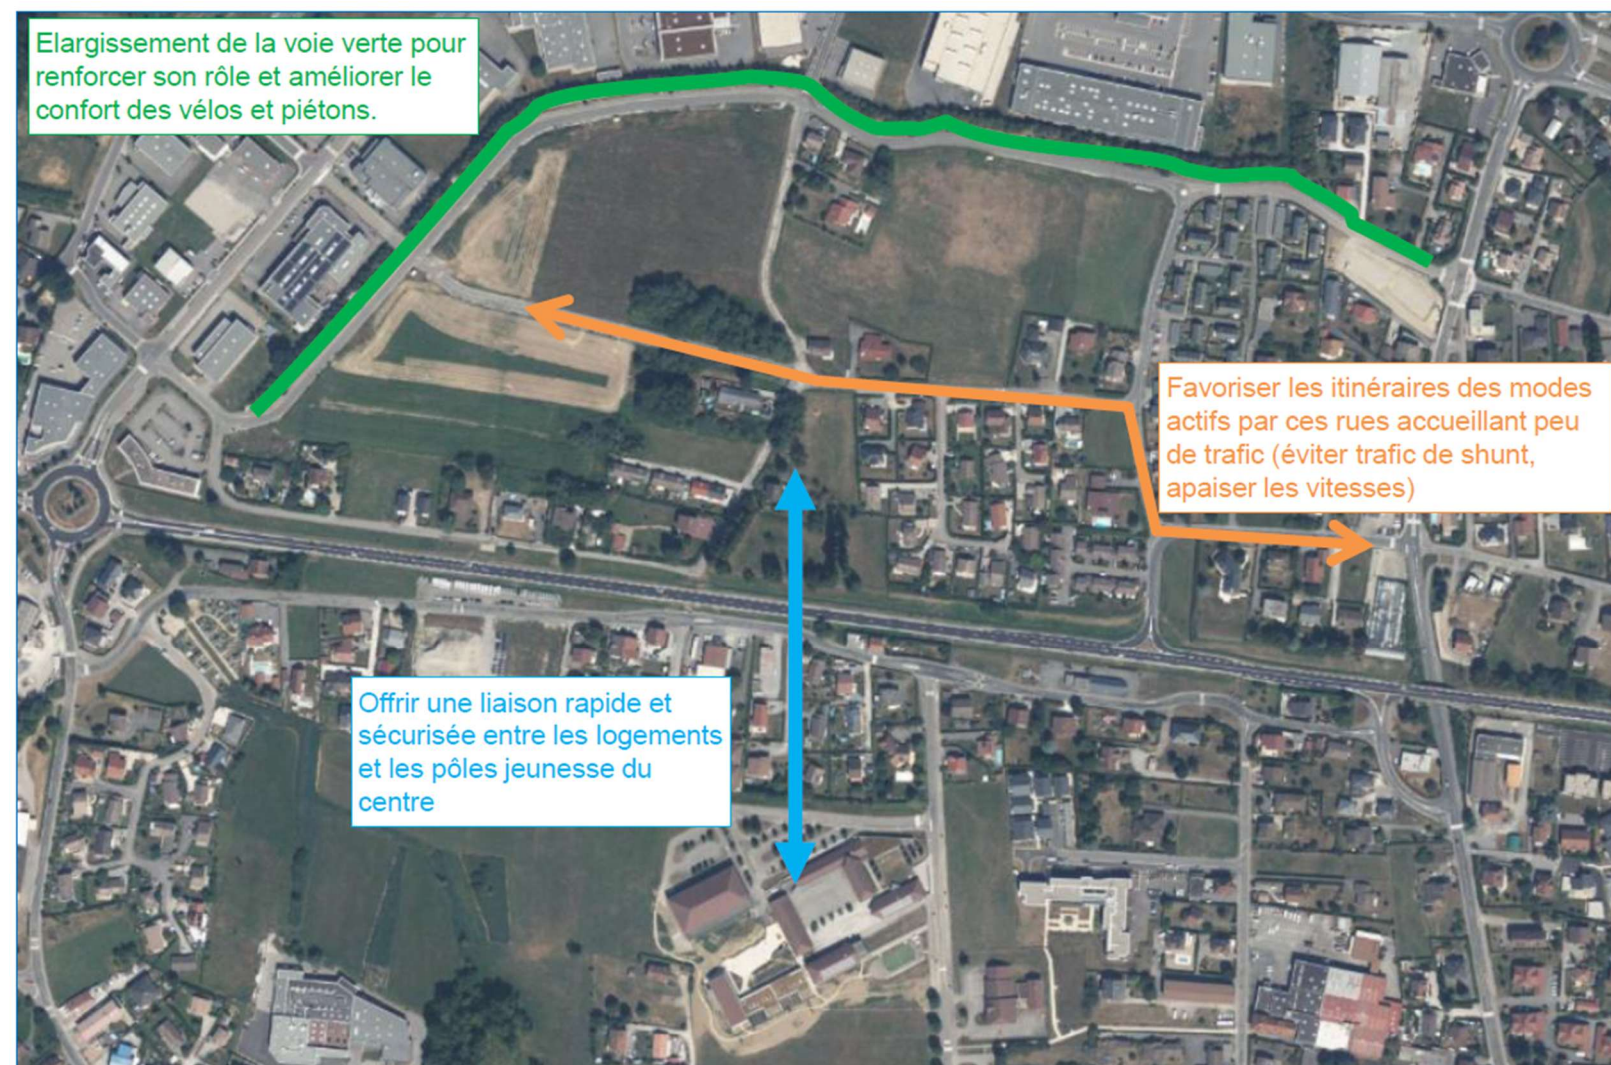 Elargissement de la voie verte pour
renforcer son rôle et améliorer le
confort des vélos et piétons.
Favoriser les itinéraires des modes
actifs par ces rues accueillant peu
de trafic (éviter trafic de shunt,
apaiser les vitesses)
Offrir une liaison rapide et
sécurisée entre les logements
et les pôles jeunesse du
centre